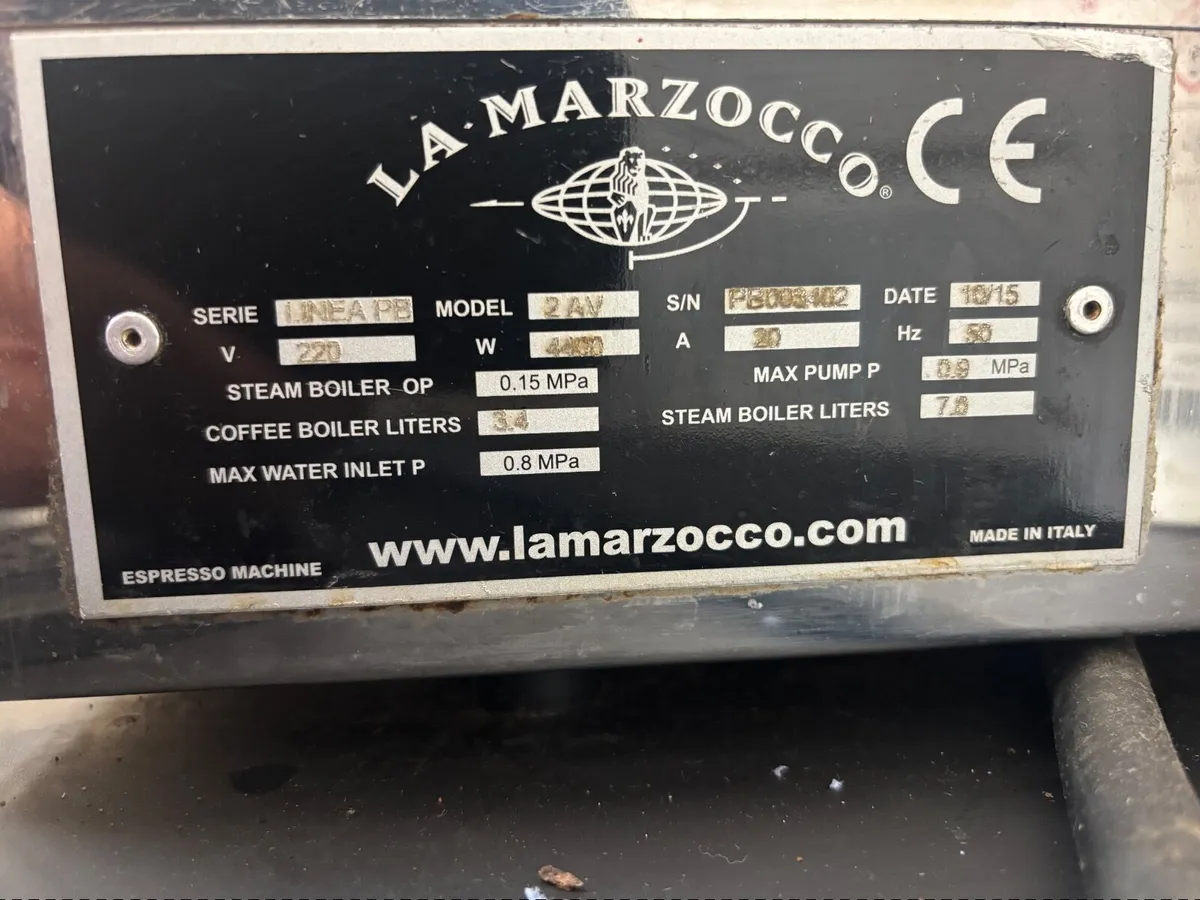 LA·MARZOCCO®
CE
SERIE LINEA PB MODEL 2 AV S/N DATE 10/15
V 220 W A 20 Hz 50
STEAM BOILER OP 0.15 MPa MAX PUMP P 0.9 MPa
COFFEE BOILER LITERS 3.4 STEAM BOILER LITERS
MAX WATER INLET P 0.8 MPa
www.lamarzocco.com
ESPRESSO MACHINE MADE IN ITALY